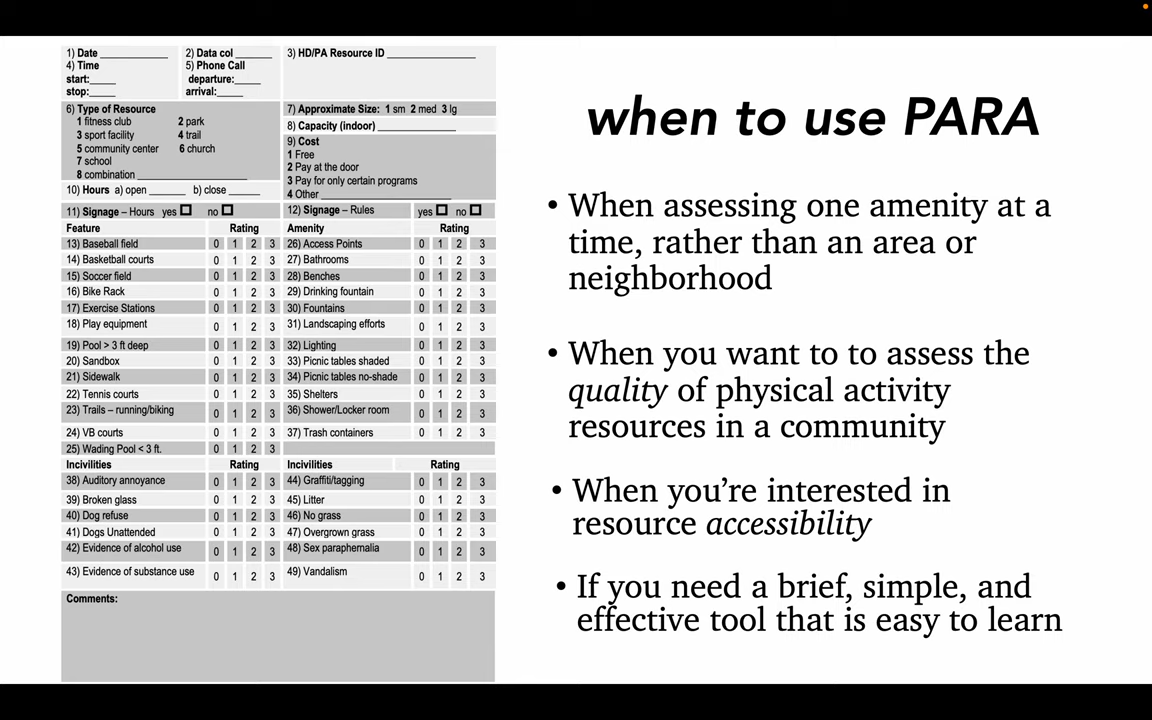 1) Date ____________ 2) Data col ______ 3) HD/PA Resource ID _______________
4) Time 5) Phone Call
start:____ departure:____
stop:____ arrival:____
6) Type of Resource 7) Approximate Size: 1 sm 2 med 3 lg
1 fitness club 2 park 8) Capacity (indoor) _____________
3 sport facility 4 trail 9) Cost
5 community center 6 church 1 Free
7 school 2 Pay at the door
8 combination ____________________ 3 Pay for only certain programs
10) Hours a) open ______ b) close _____ 4 Other ______________________
11) Signage – Hours yes no 12) Signage – Rules yes no
Feature Rating Amenity Rating
13) Baseball field 0 1 2 3 26) Access Points 0 1 2 3
14) Basketball courts 0 1 2 3 27) Bathrooms 0 1 2 3
15) Soccer field 0 1 2 3 28) Benches 0 1 2 3
16) Bike Rack 0 1 2 3 29) Drinking fountain 0 1 2 3
17) Exercise Stations 0 1 2 3 30) Fountains 0 1 2 3
18) Play equipment 0 1 2 3 31) Landscaping efforts 0 1 2 3
19) Pool > 3 ft deep 0 1 2 3 32) Lighting 0 1 2 3
20) Sandbox 0 1 2 3 33) Picnic tables shaded 0 1 2 3
21) Sidewalk 0 1 2 3 34) Picnic tables no-shade 0 1 2 3
22) Tennis courts 0 1 2 3 35) Shelters 0 1 2 3
23) Trails – running/biking 0 1 2 3 36) Shower/Locker room 0 1 2 3
24) VB courts 0 1 2 3 37) Trash containers 0 1 2 3
25) Wading Pool < 3 ft. 0 1 2 3
Incivilities Rating Incivilities Rating
38) Auditory annoyance 0 1 2 3 44) Graffiti/tagging 0 1 2 3
39) Broken glass 0 1 2 3 45) Litter 0 1 2 3
40) Dog refuse 0 1 2 3 46) No grass 0 1 2 3
41) Dogs Unattended 0 1 2 3 47) Overgrown grass 0 1 2 3
42) Evidence of alcohol use 0 1 2 3 48) Sex paraphernalia 0 1 2 3
43) Evidence of substance use 0 1 2 3 49) Vandalism 0 1 2 3
Comments:
when to use PARA
• When assessing one amenity at a
time, rather than an area or
neighborhood
• When you want to to assess the
quality of physical activity
resources in a community
• When you’re interested in
resource accessibility
• If you need a brief, simple, and
effective tool that is easy to learn